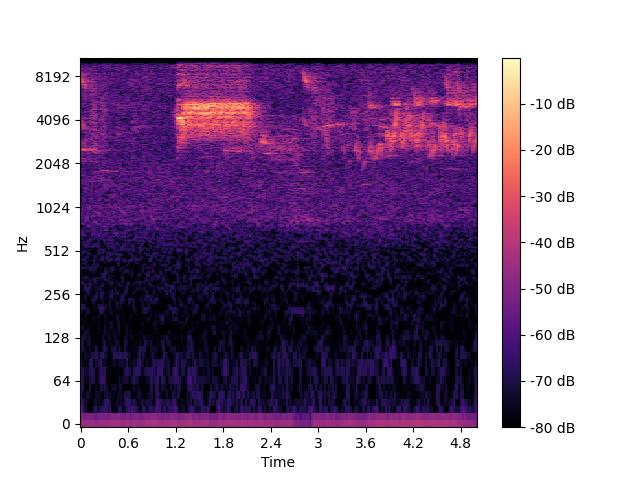 8192
4096
2048
1024
512
256
128
64
0
Hz
0 0.6 1.2 1.8 2.4 3 3.6 4.2 4.8
Time
-10 dB
-20 dB
-30 dB
-40 dB
-50 dB
-60 dB
-70 dB
-80 dB